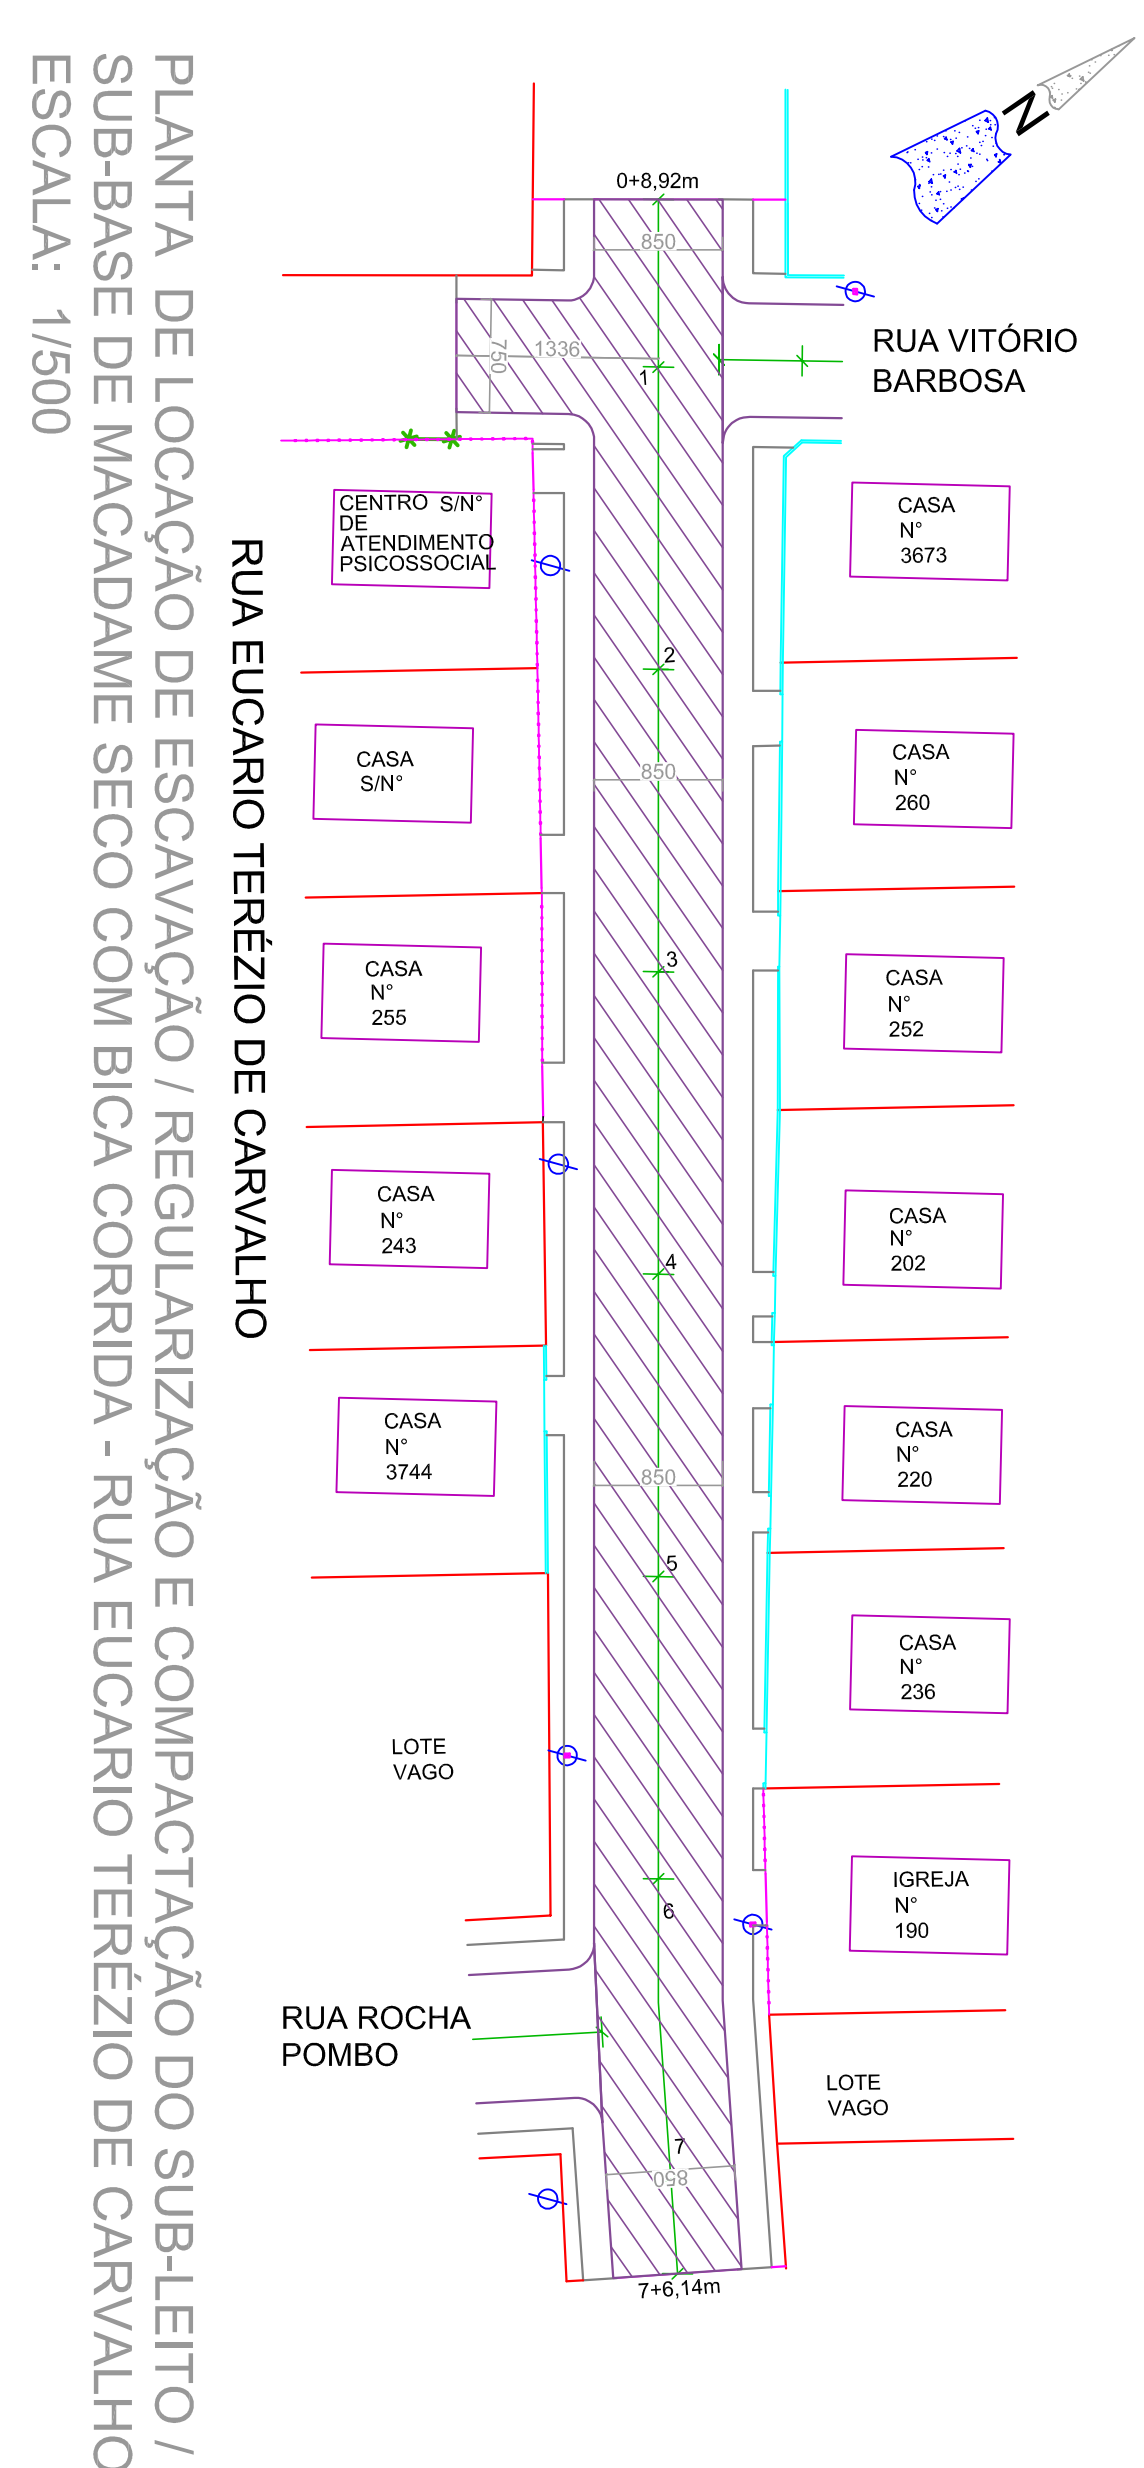 PLANTA DE LOCAÇÃO DE ESCAVAÇÃO / REGULARIZAÇÃO E COMPACTAÇÃO DO SUB-LEITO /
SUB-BASE DE MACADAME SECO COM BICA CORRIDA - RUA EUCARIO TERÉZIO DE CARVALHO
ESCALA: 1/500
N
0+8,92m
850
RUA VITÓRIO
BARBOSA
1336
750
1
CENTRO S/N°
DE
ATENDIMENTO
PSICOSSOCIAL
CASA
N°
3673
RUA EUCARIO TERÉZIO DE CARVALHO
2
CASA
S/N°
850
CASA
N°
260
3
CASA
N°
255
CASA
N°
252
CASA
N°
243
4
CASA
N°
202
CASA
N°
3744
850
CASA
N°
220
5
CASA
N°
236
LOTE
VAGO
6
IGREJA
N°
190
RUA ROCHA
POMBO
LOTE
VAGO
7
850
7+6,14m